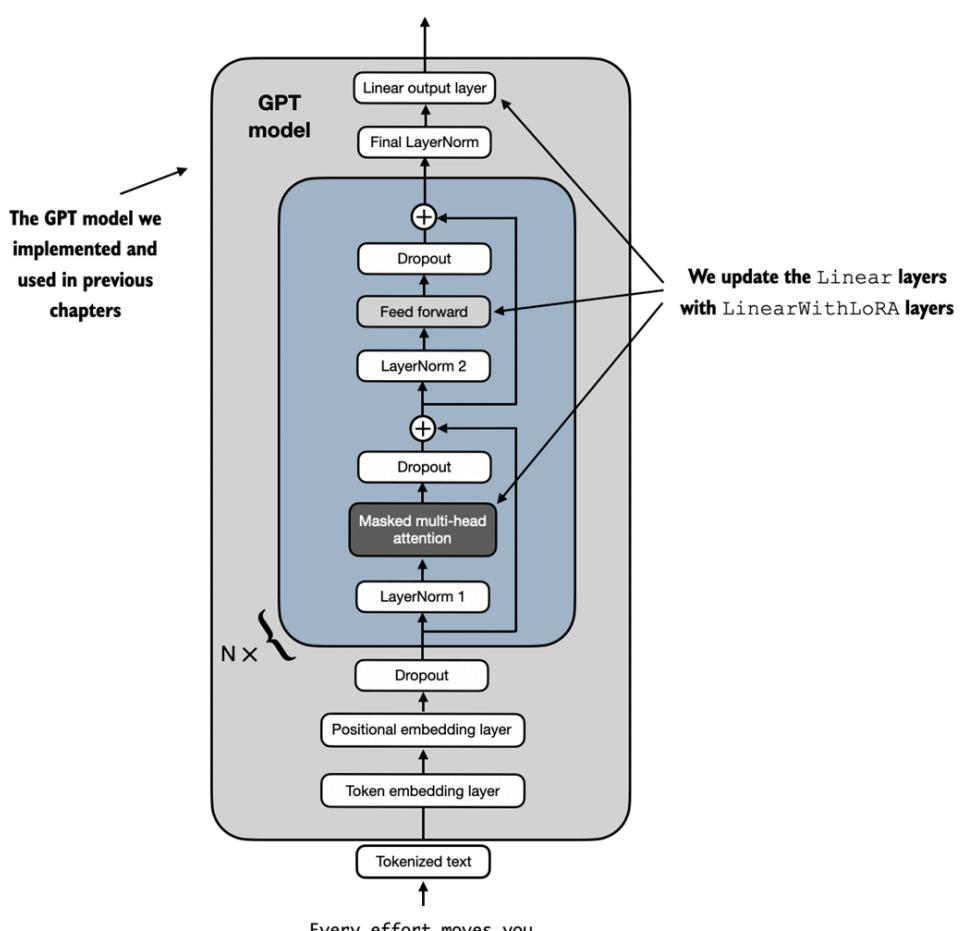 Linear output layer
GPT
model
Final LayerNorm
The GPT model we
implemented and
used in previous
chapters
Dropout
Feed forward
We update the Linear layers
with LinearWithLoRA layers
LayerNorm 2
Dropout
Masked multi-head
attention
LayerNorm 1
N ×
Dropout
Positional embedding layer
Token embedding layer
Tokenized text
Every effort moves you